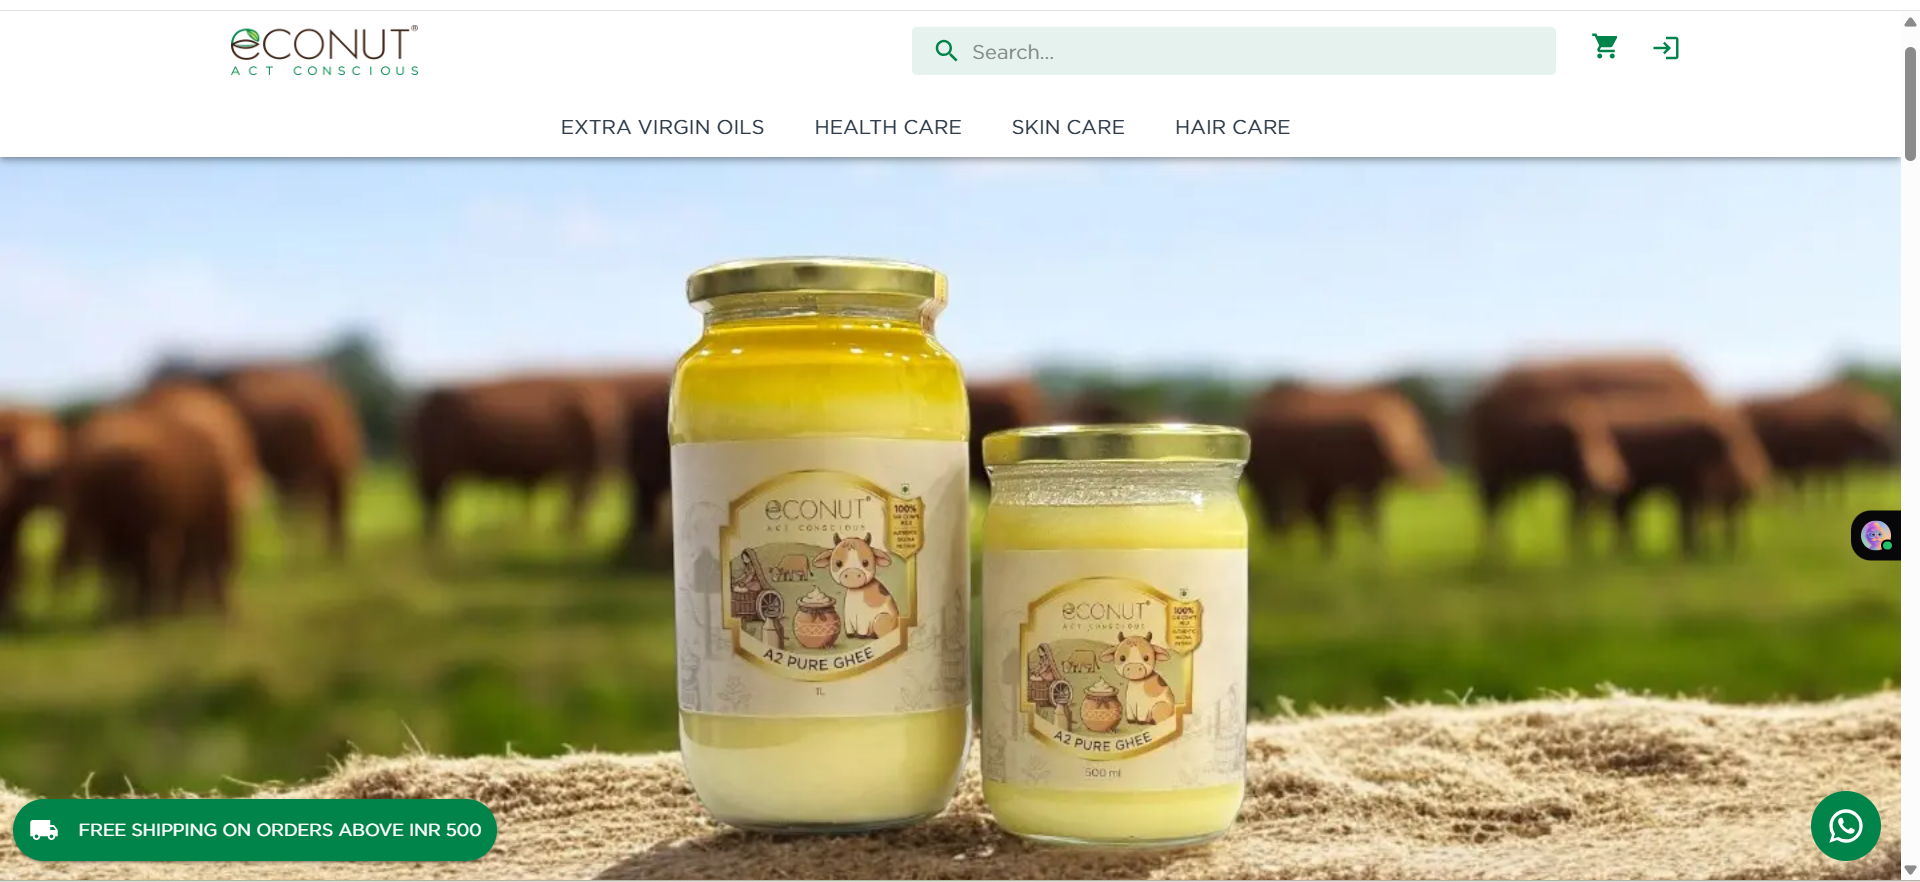 eCONUT®
ACT CONSCIOUS
Search...
EXTRA VIRGIN OILS
HEALTH CARE
SKIN CARE
HAIR CARE
eCONUT®
ACT CONSCIOUS
100%
A2 PURE GHEE
1L
eCONUT®
ACT CONSCIOUS
100%
A2 PURE GHEE
500 ml
FREE SHIPPING ON ORDERS ABOVE INR 500